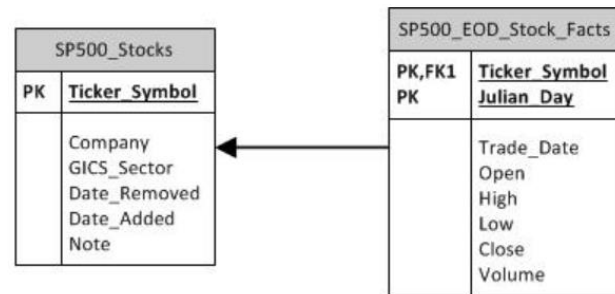 SP500_Stocks
PK Ticker_Symbol
Company
GICS_Sector
Date_Removed
Date_Added
Note
SP500_EOD_Stock_Facts
PK,FK1 Ticker_Symbol
PK Julian_Day
Trade_Date
Open
High
Low
Close
Volume